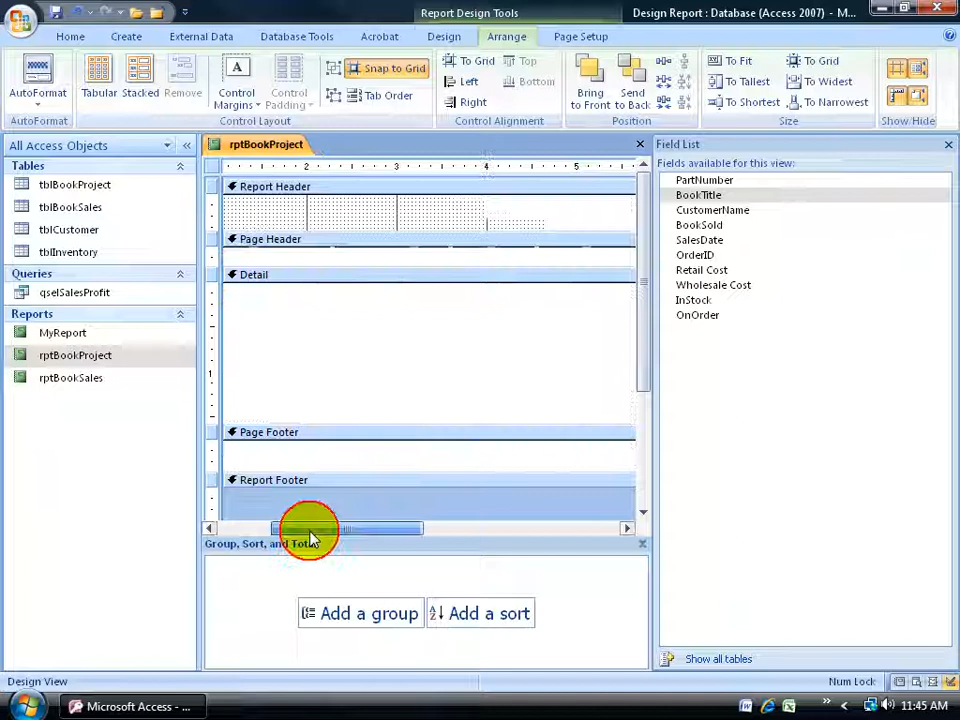 Report Design Tools
Design Report : Database (Access 2007) - M...
Home
Create
External Data
Database Tools
Acrobat
Design
Arrange
Page Setup
AutoFormat
Tabular
Stacked
Remove
Control Margins
Control Padding
Snap to Grid
Tab Order
To Grid
Left
Right
Top
Bottom
Bring to Front
Send to Back
To Fit
To Tallest
To Shortest
To Grid
To Widest
To Narrowest
AutoFormat
Control Layout
Control Alignment
Position
Size
Show/Hide
All Access Objects
Tables
tblBookProject
tblBookSales
tblCustomer
tblInventory
Queries
qselSalesProfit
Reports
MyReport
rptBookProject
rptBookSales
rptBookProject
2 3 4 5
Report Header
Page Header
Detail
1
Page Footer
Report Footer
Group, Sort, and Tota
Add a group
Add a sort
Field List
Fields available for this view:
PartNumber
BookTitle
CustomerName
BookSold
SalesDate
OrderID
Retail Cost
Wholesale Cost
InStock
OnOrder
Show all tables
Design View
Num Lock
Microsoft Access - ...
11:45 AM